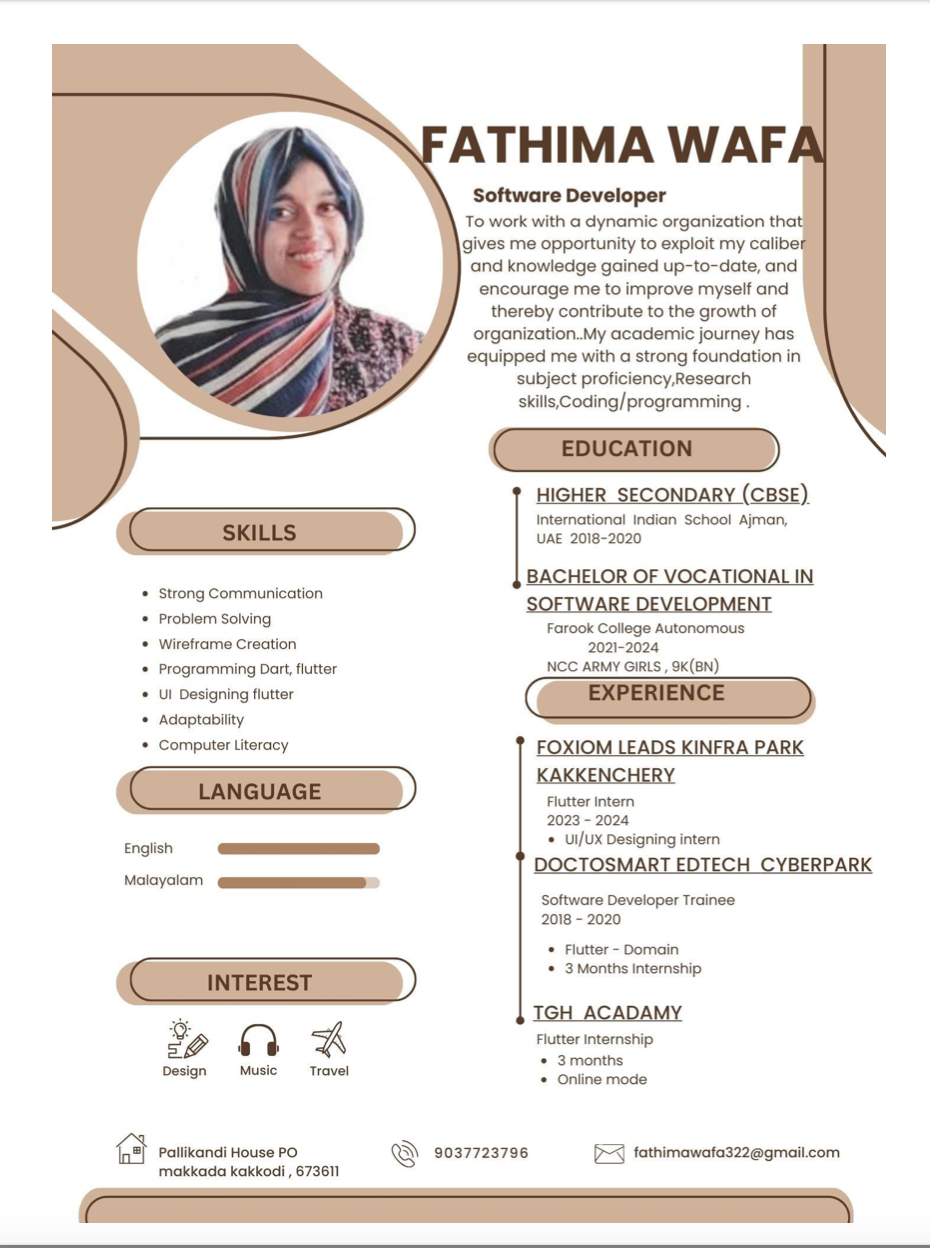 FATHIMA WAFA
Software Developer
To work with a dynamic organization that
gives me opportunity to exploit my caliber
and knowledge gained up-to-date, and
encourage me to improve myself and
thereby contribute to the growth of
organization..My academic journey has
equipped me with a strong foundation in
subject proficiency,Research
skills,Coding/programming .
SKILLS
Strong Communication
Problem Solving
Wireframe Creation
Programming Dart, flutter
UI Designing flutter
Adaptability
Computer Literacy
LANGUAGE
English
Malayalam
INTEREST
Design Music Travel
EDUCATION
HIGHER SECONDARY (CBSE)
International Indian School Ajman,
UAE 2018-2020
BACHELOR OF VOCATIONAL IN
SOFTWARE DEVELOPMENT
Farook College Autonomous
2021-2024
NCC ARMY GIRLS , 9K(BN)
EXPERIENCE
FOXIOM LEADS KINFRA PARK
KAKKENCHERY
Flutter Intern
2023 - 2024
UI/UX Designing intern
DOCTOSMART EDTECH CYBERPARK
Software Developer Trainee
2018 - 2020
Flutter - Domain
3 Months Internship
TGH ACADAMY
Flutter Internship
3 months
Online mode
Pallikandi House PO
makkada kakkodi , 673611
9037723796
fathimawafa322@gmail.com